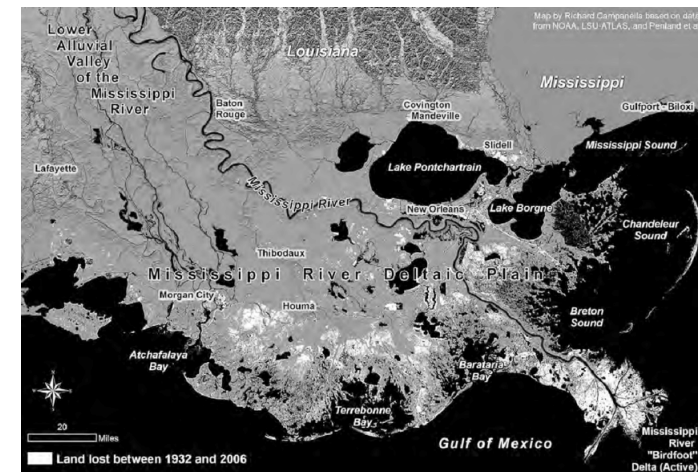 Map by Richard Campanella based on data
from NOAA, LSU-ATLAS, and Penland et al
Lower
Alluvial
Valley
of the
Mississippi
River
Louisiana
Mississippi
Baton
Rouge
Covington
Mandeville
Gulfport - Biloxi
Slidell
Mississippi Sound
Lafayette
Lake Pontchartrain
Mississippi River
New Orleans
Lake Borgne
Chandeleur
Sound
Thibodaux
Mississippi River Deltaic Plain
Morgan City
Houma
Breton
Sound
Atchafalaya
Bay
Barataria
Bay
Terrebonne
Bay
20
Miles
Gulf of Mexico
Mississippi
River
"Birdfoot"
Delta (Active)
Land lost between 1932 and 2006